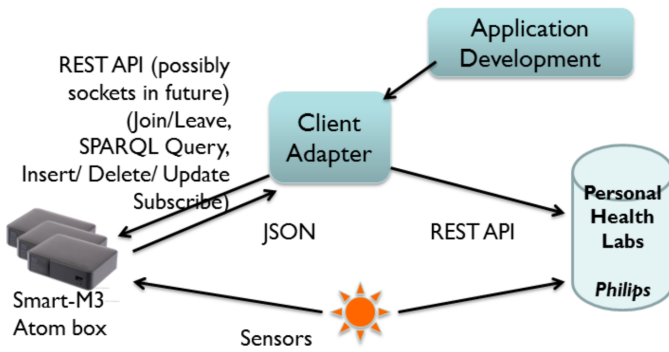 Application
Development
REST API (possibly
sockets in future)
(Join/Leave,
SPARQL Query,
Insert/ Delete/ Update
Subscribe)
Client
Adapter
JSON
REST API
Personal
Health
Labs
Philips
Smart-M3
Atom box
Sensors